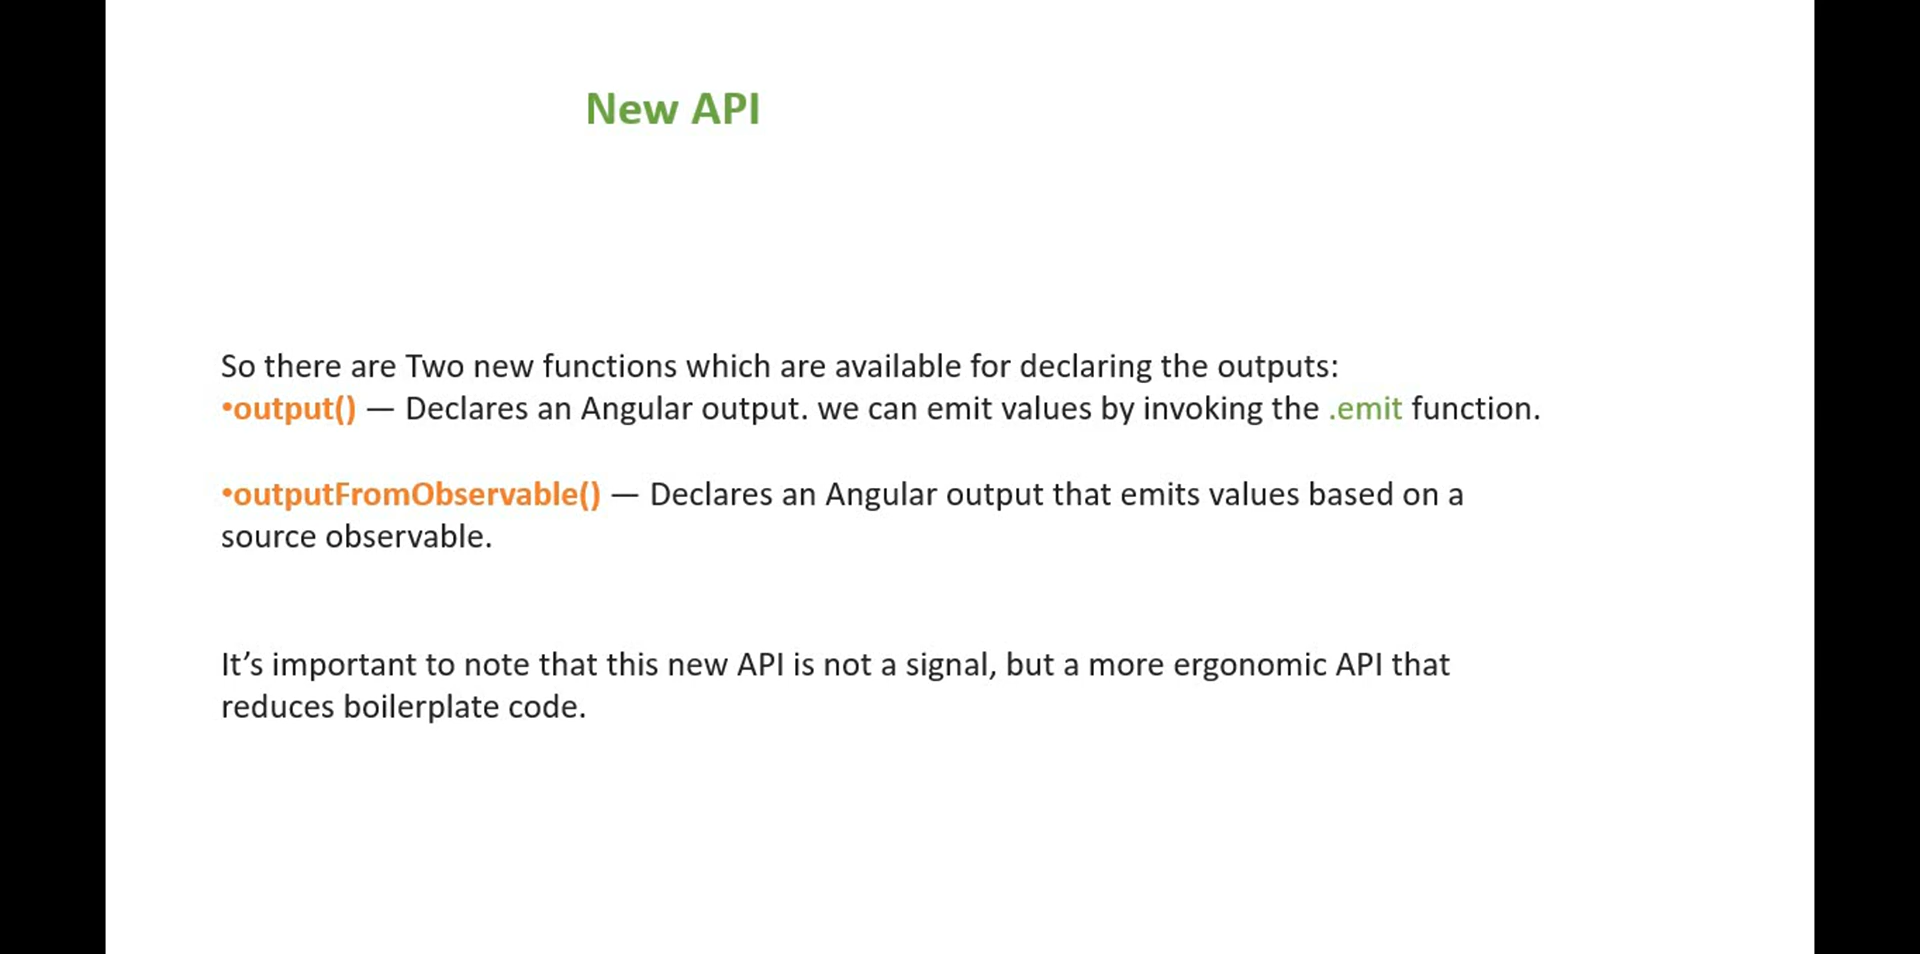 New API
So there are Two new functions which are available for declaring the outputs:
•output() — Declares an Angular output. we can emit values by invoking the .emit function.
•outputFromObservable() — Declares an Angular output that emits values based on a
source observable.
It’s important to note that this new API is not a signal, but a more ergonomic API that
reduces boilerplate code.